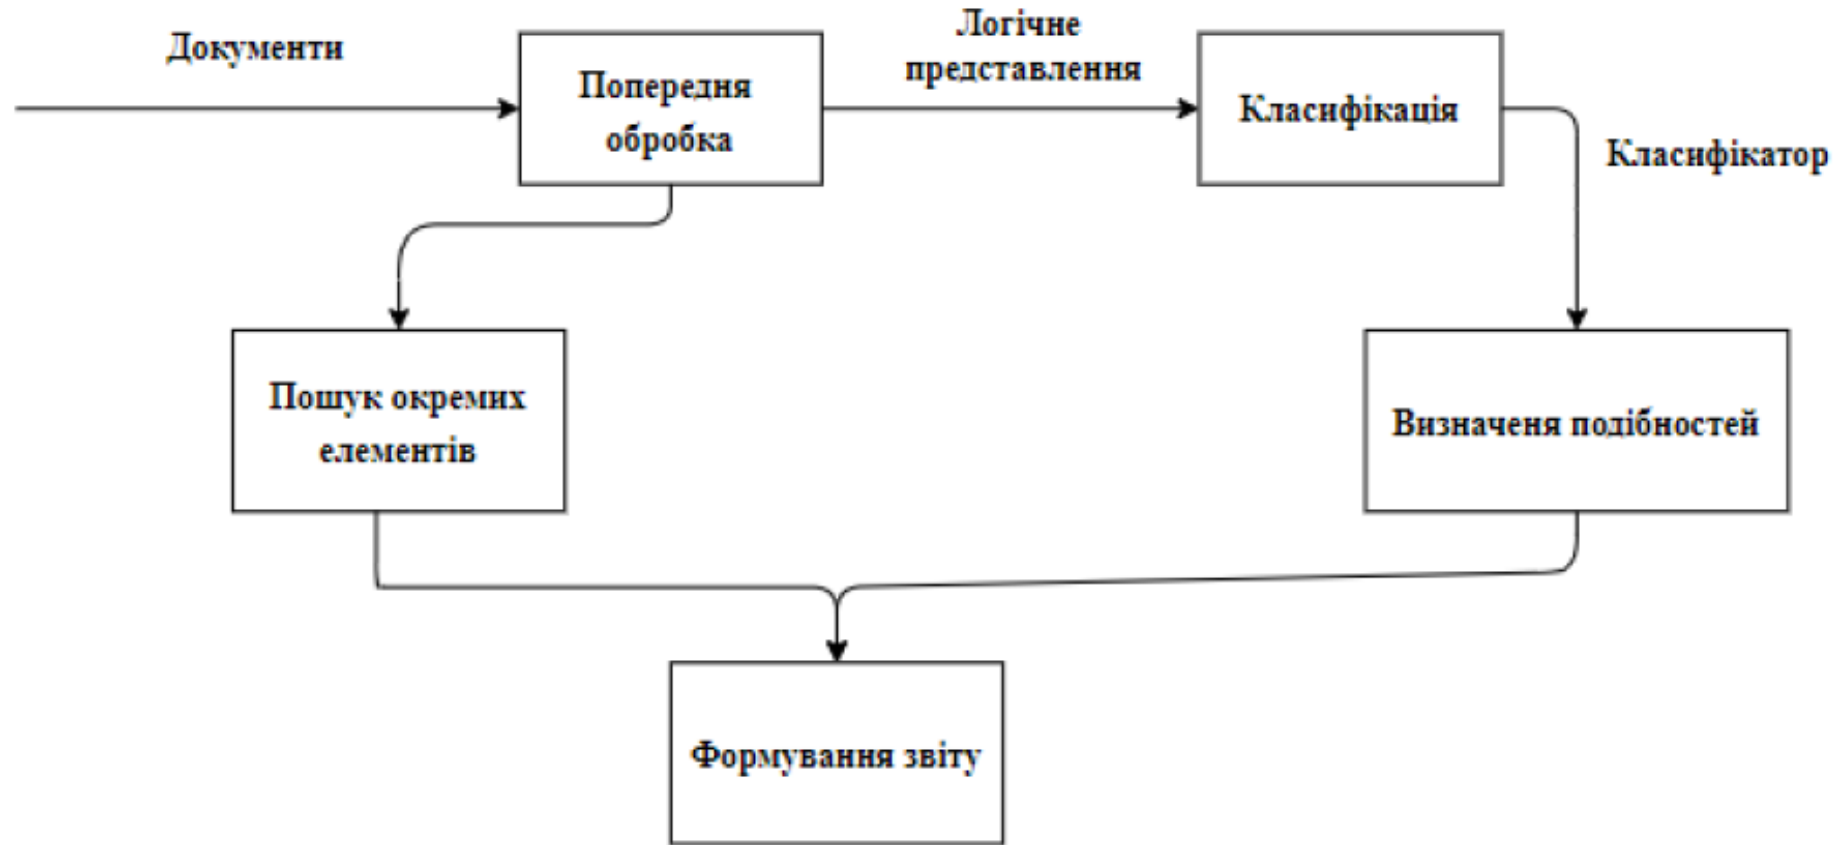 Документи
Попередня
обробка
Логічне
представлення
Класифікація
Класифікатор
Пошук окремих
елементів
Визначеня подібностей
Формування звіту